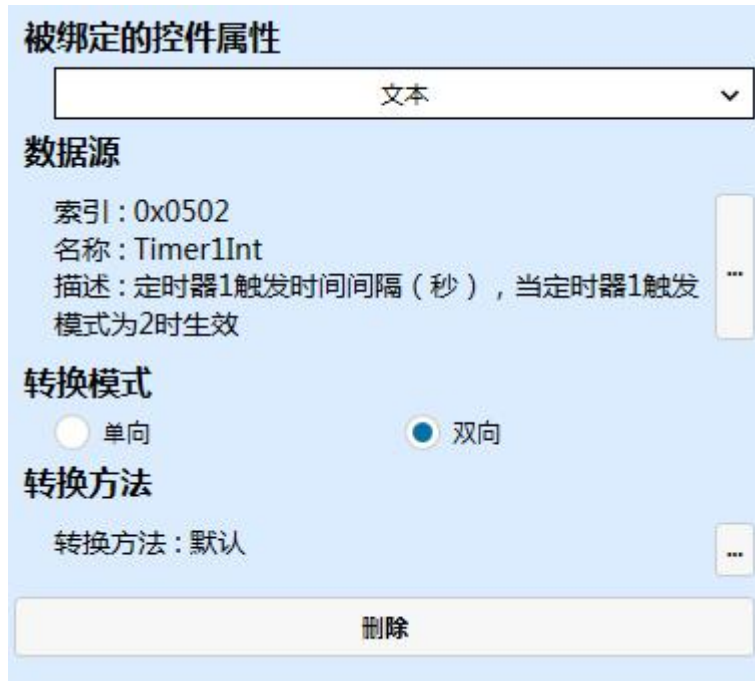 被绑定的控件属性
文本
数据源
索引：0x0502
名称：Timer1Int
描述：定时器1触发时间间隔（秒），当定时器1触发
模式为2时生效
...
转换模式
单向 双向
转换方法
转换方法：默认
...
删除